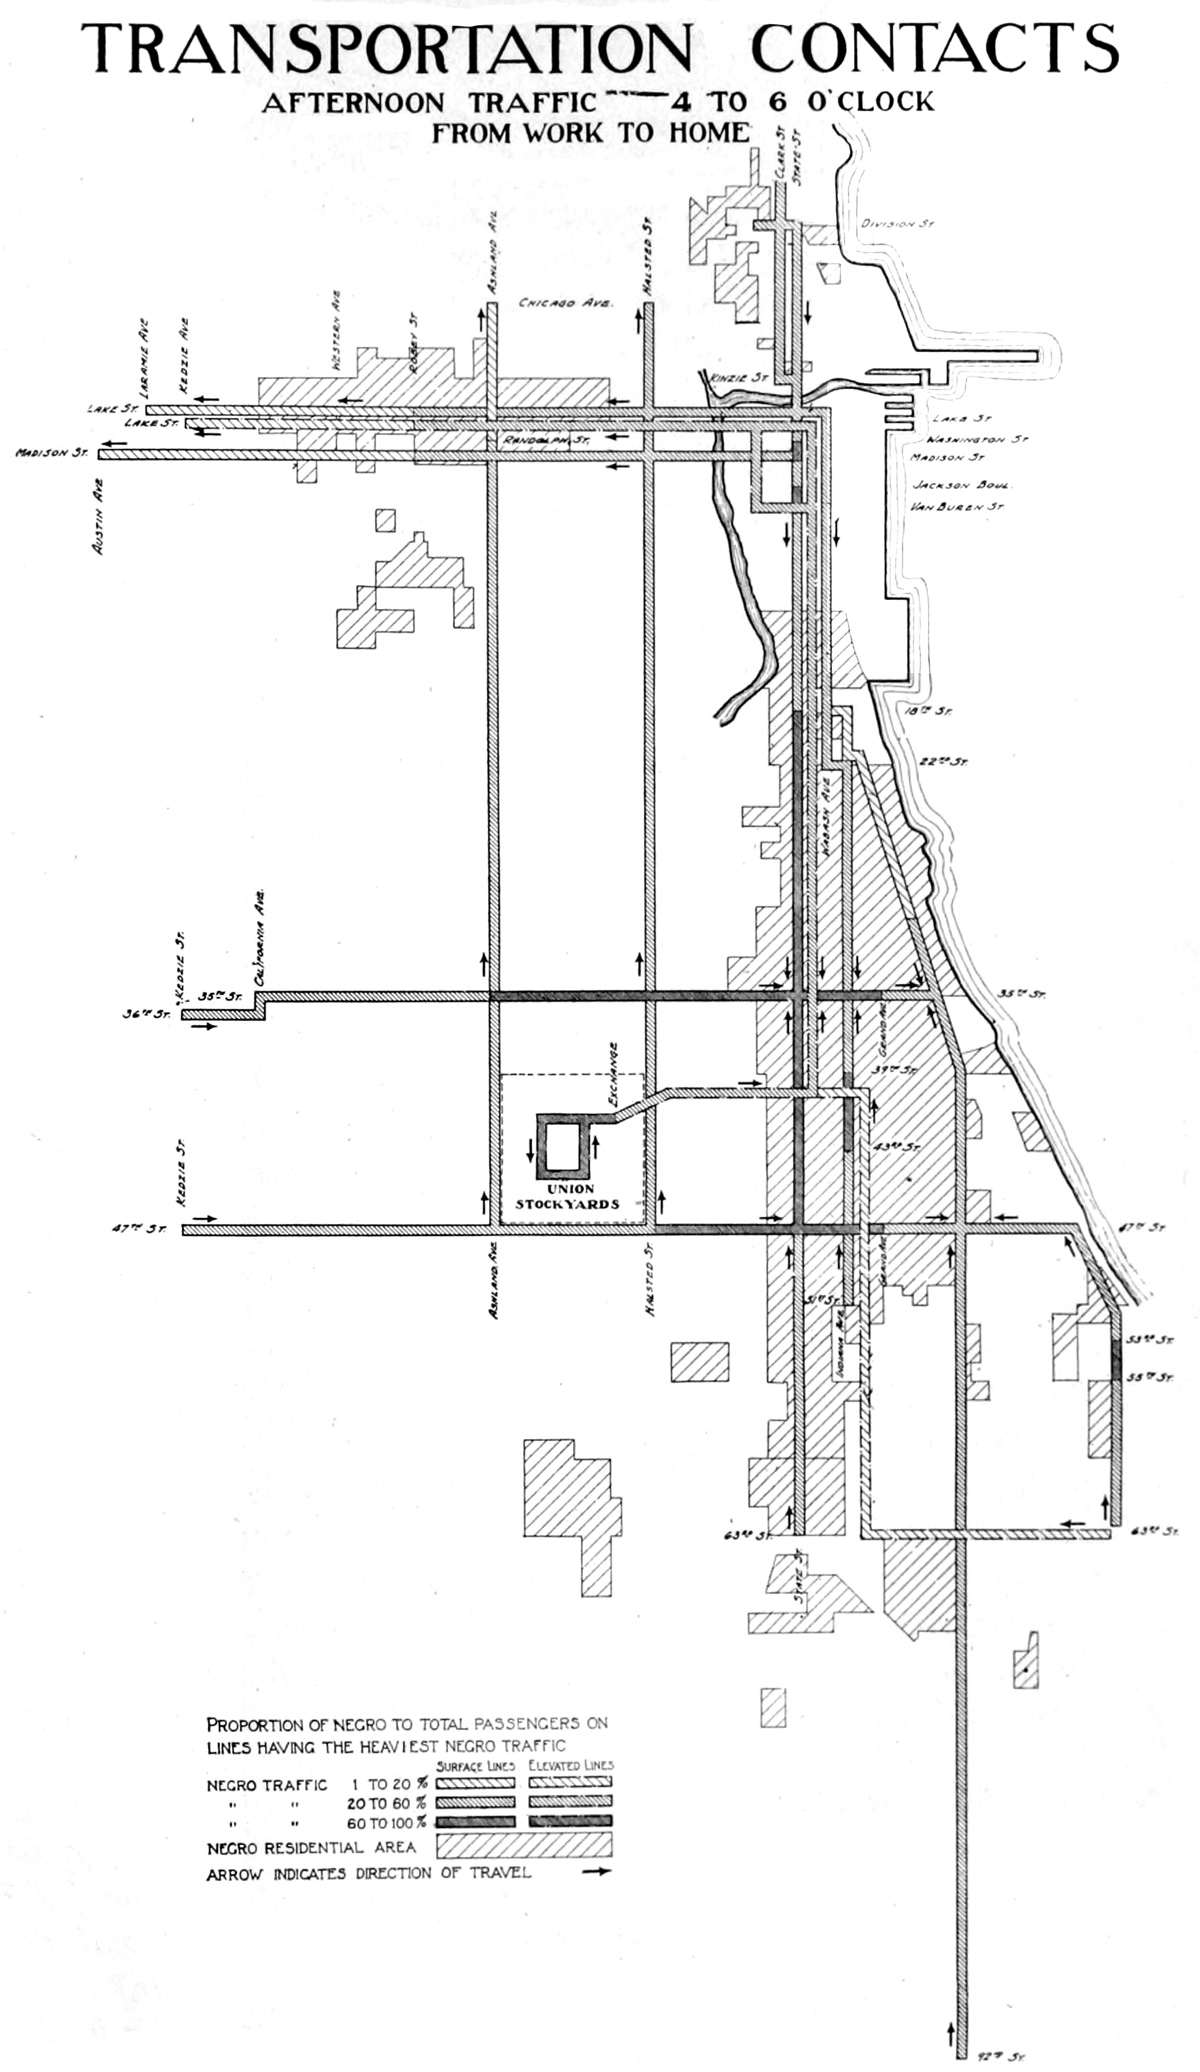 TRANSPORTATION CONTACTS
AFTERNOON TRAFFIC 4 TO 6 O'CLOCK
FROM WORK TO HOME
CLARK ST
STATE ST
DIVISION ST
ASHLAND AVE
HALSTED ST
CHICAGO AVE.
LARAMIE AVE
KEDZIE AVE
WESTERN AVE
ROBEY ST
KINZIE ST
LAKE ST.
LAKE ST.
LAKE ST
RANDOLPH ST.
WASHINGTON ST
MADISON ST.
MADISON ST
JACKSON BOUL.
VAN BUREN ST.
AUSTIN AVE
18TH ST.
22ND ST.
WABASH AVE
CALIFORNIA AVE.
KEDZIE ST.
35TH ST.
35TH ST.
36TH ST.
GRAND AVE
EXCHANGE
39TH ST.
43RD ST.
KEDZIE ST.
UNION
STOCKYARDS
47TH ST.
47TH ST.
ASHLAND AVE
HALSTED ST.
GRAND AVE
51ST ST.
INDIANA AVE
53RD ST.
55TH ST.
63RD ST.
63RD ST.
STATE ST.
PROPORTION OF NEGRO TO TOTAL PASSENGERS ON
LINES HAVING THE HEAVIEST NEGRO TRAFFIC
SURFACE LINES ELEVATED LINES
NEGRO TRAFFIC 1 TO 20 %
" " 20 TO 60 %
" " 60 TO 100 %
NEGRO RESIDENTIAL AREA
ARROW INDICATES DIRECTION OF TRAVEL
92ND ST.